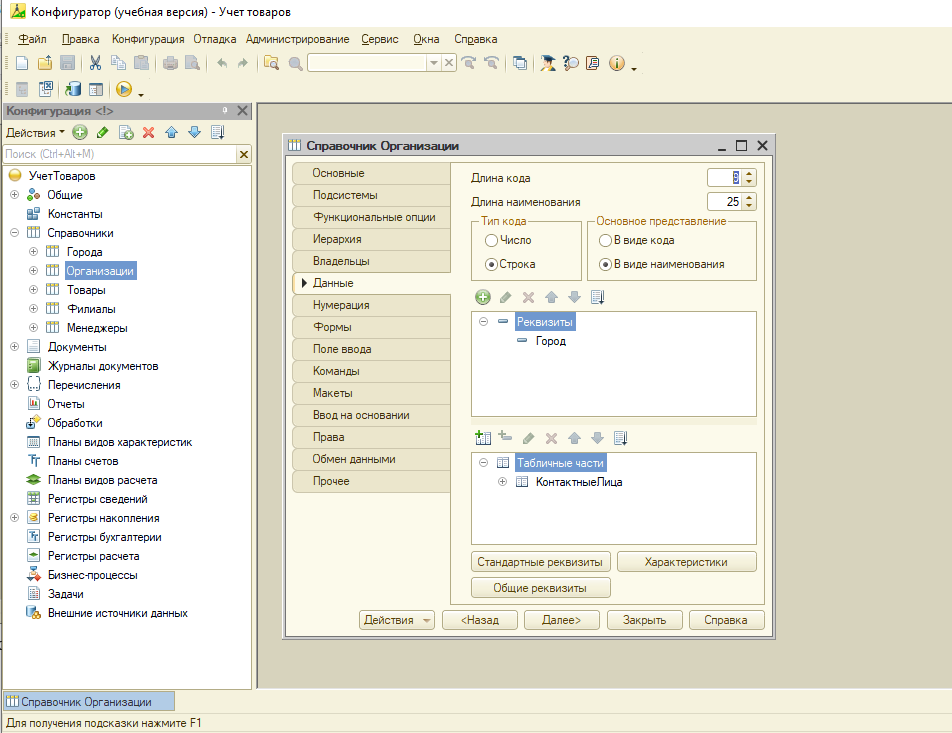 Конфигуратор (учебная версия) - Учет товаров
Файл Правка Конфигурация Отладка Администрирование Сервис Окна Справка
Конфигурация <!>
Действия
Поиск (Ctrl+Alt+M)
УчетТоваров
Общие
Константы
Справочники
Города
Организации
Товары
Филиалы
Менеджеры
Документы
Журналы документов
Перечисления
Отчеты
Обработки
Планы видов характеристик
Планы счетов
Планы видов расчета
Регистры сведений
Регистры накопления
Регистры бухгалтерии
Регистры расчета
Бизнес-процессы
Задачи
Внешние источники данных
Справочник Организации
Основные
Подсистемы
Функциональные опции
Иерархия
Владельцы
Данные
Нумерация
Формы
Поле ввода
Команды
Макеты
Ввод на основании
Права
Обмен данными
Прочее
Длина кода
Длина наименования 25
Тип кода
Число
Строка
Основное представление
В виде кода
В виде наименования
Реквизиты
Город
Табличные части
КонтактныеЛица
Стандартные реквизиты Характеристики
Общие реквизиты
Действия <Назад Далее> Закрыть Справка
Справочник Организации
Для получения подсказки нажмите F1